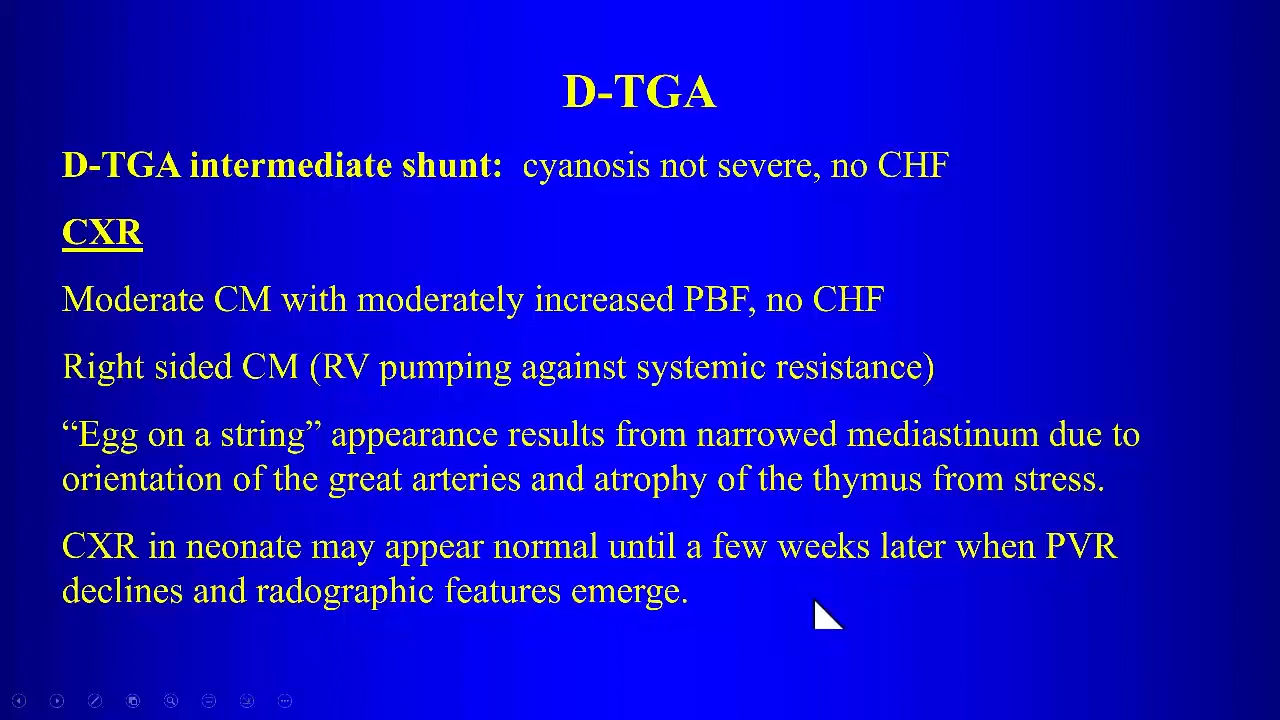 D-TGA
D-TGA intermediate shunt:  cyanosis not severe, no CHF
CXR
Moderate CM with moderately increased PBF, no CHF
Right sided CM (RV pumping against systemic resistance)
“Egg on a string” appearance results from narrowed mediastinum due to
orientation of the great arteries and atrophy of the thymus from stress.
CXR in neonate may appear normal until a few weeks later when PVR
declines and radographic features emerge.